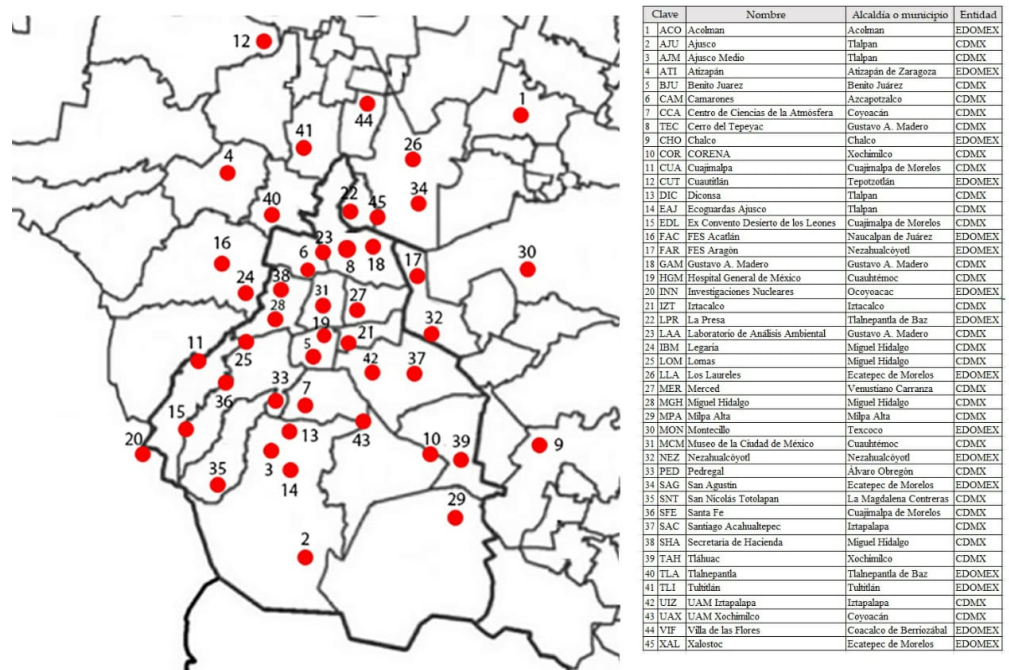 12
1
44
41
26
4
22
45
34
40
23
16
6
8
18
17
30
24
38
31
27
28
19
32
11
25
5
21
42
37
36
33
7
15
13
43
20
10
39
9
3
35
14
29
2
Clave Nombre Alcaldía o municipio Entidad
1 ACO Acolman Acolman EDOMEX
2 AJU Ajusco Tlalpan CDMX
3 AJM Ajusco Medio Tlalpan CDMX
4 ATI Atizapán Atizapán de Zaragoza EDOMEX
5 BJU Benito Juarez Benito Juárez CDMX
6 CAM Camarones Azcapotzalco CDMX
7 CCA Centro de Ciencias de la Atmósfera Coyoacán CDMX
8 TEC Cerro del Tepeyac Gustavo A. Madero CDMX
9 CHO Chalco Chalco EDOMEX
10 COR CORENA Xochimilco CDMX
11 CUA Cuajimalpa Cuajimalpa de Morelos CDMX
12 CUT Cuautitlán Tepotzotlán EDOMEX
13 DIC Diconsa Tlalpan CDMX
14 EAJ Ecoguardas Ajusco Tlalpan CDMX
15 EDL Ex Convento Desierto de los Leones Cuajimalpa de Morelos CDMX
16 FAC FES Acatlán Naucalpan de Juárez EDOMEX
17 FAR FES Aragón Nezahualcóyotl EDOMEX
18 GAM Gustavo A. Madero Gustavo A. Madero CDMX
19 HGM Hospital General de México Cuauhtémoc CDMX
20 INN Investigaciones Nucleares Ocoyoacac EDOMEX
21 IZT Iztacalco Iztacalco CDMX
22 LPR La Presa Tlalnepantla de Baz EDOMEX
23 LAA Laboratorio de Análisis Ambiental Gustavo A. Madero CDMX
24 IBM Legaria Miguel Hidalgo CDMX
25 LOM Lomas Miguel Hidalgo CDMX
26 LLA Los Laureles Ecatepec de Morelos EDOMEX
27 MER Merced Venustiano Carranza CDMX
28 MGH Miguel Hidalgo Miguel Hidalgo CDMX
29 MPA Milpa Alta Milpa Alta CDMX
30 MON Montecillo Texcoco EDOMEX
31 MCM Museo de la Ciudad de México Cuauhtémoc CDMX
32 NEZ Nezahualcóyotl Nezahualcóyotl EDOMEX
33 PED Pedregal Álvaro Obregón CDMX
34 SAG San Agustín Ecatepec de Morelos EDOMEX
35 SNT San Nicólas Totolapan La Magdalena Contreras CDMX
36 SFE Santa Fe Cuajimalpa de Morelos CDMX
37 SAC Santiago Acahualtepec Iztapalapa CDMX
38 SHA Secretaria de Hacienda Miguel Hidalgo CDMX
39 TAH Tláhuac Xochimilco CDMX
40 TLA Tlalnepantla Tlalnepantla de Baz EDOMEX
41 TLI Tultitlán Tultitlán EDOMEX
42 UIZ UAM Iztapalapa Iztapalapa CDMX
43 UAX UAM Xochimilco Coyoacán CDMX
44 VIF Villa de las Flores Coacalco de Berriozábal EDOMEX
45 XAL Xalostoc Ecatepec de Morelos EDOMEX